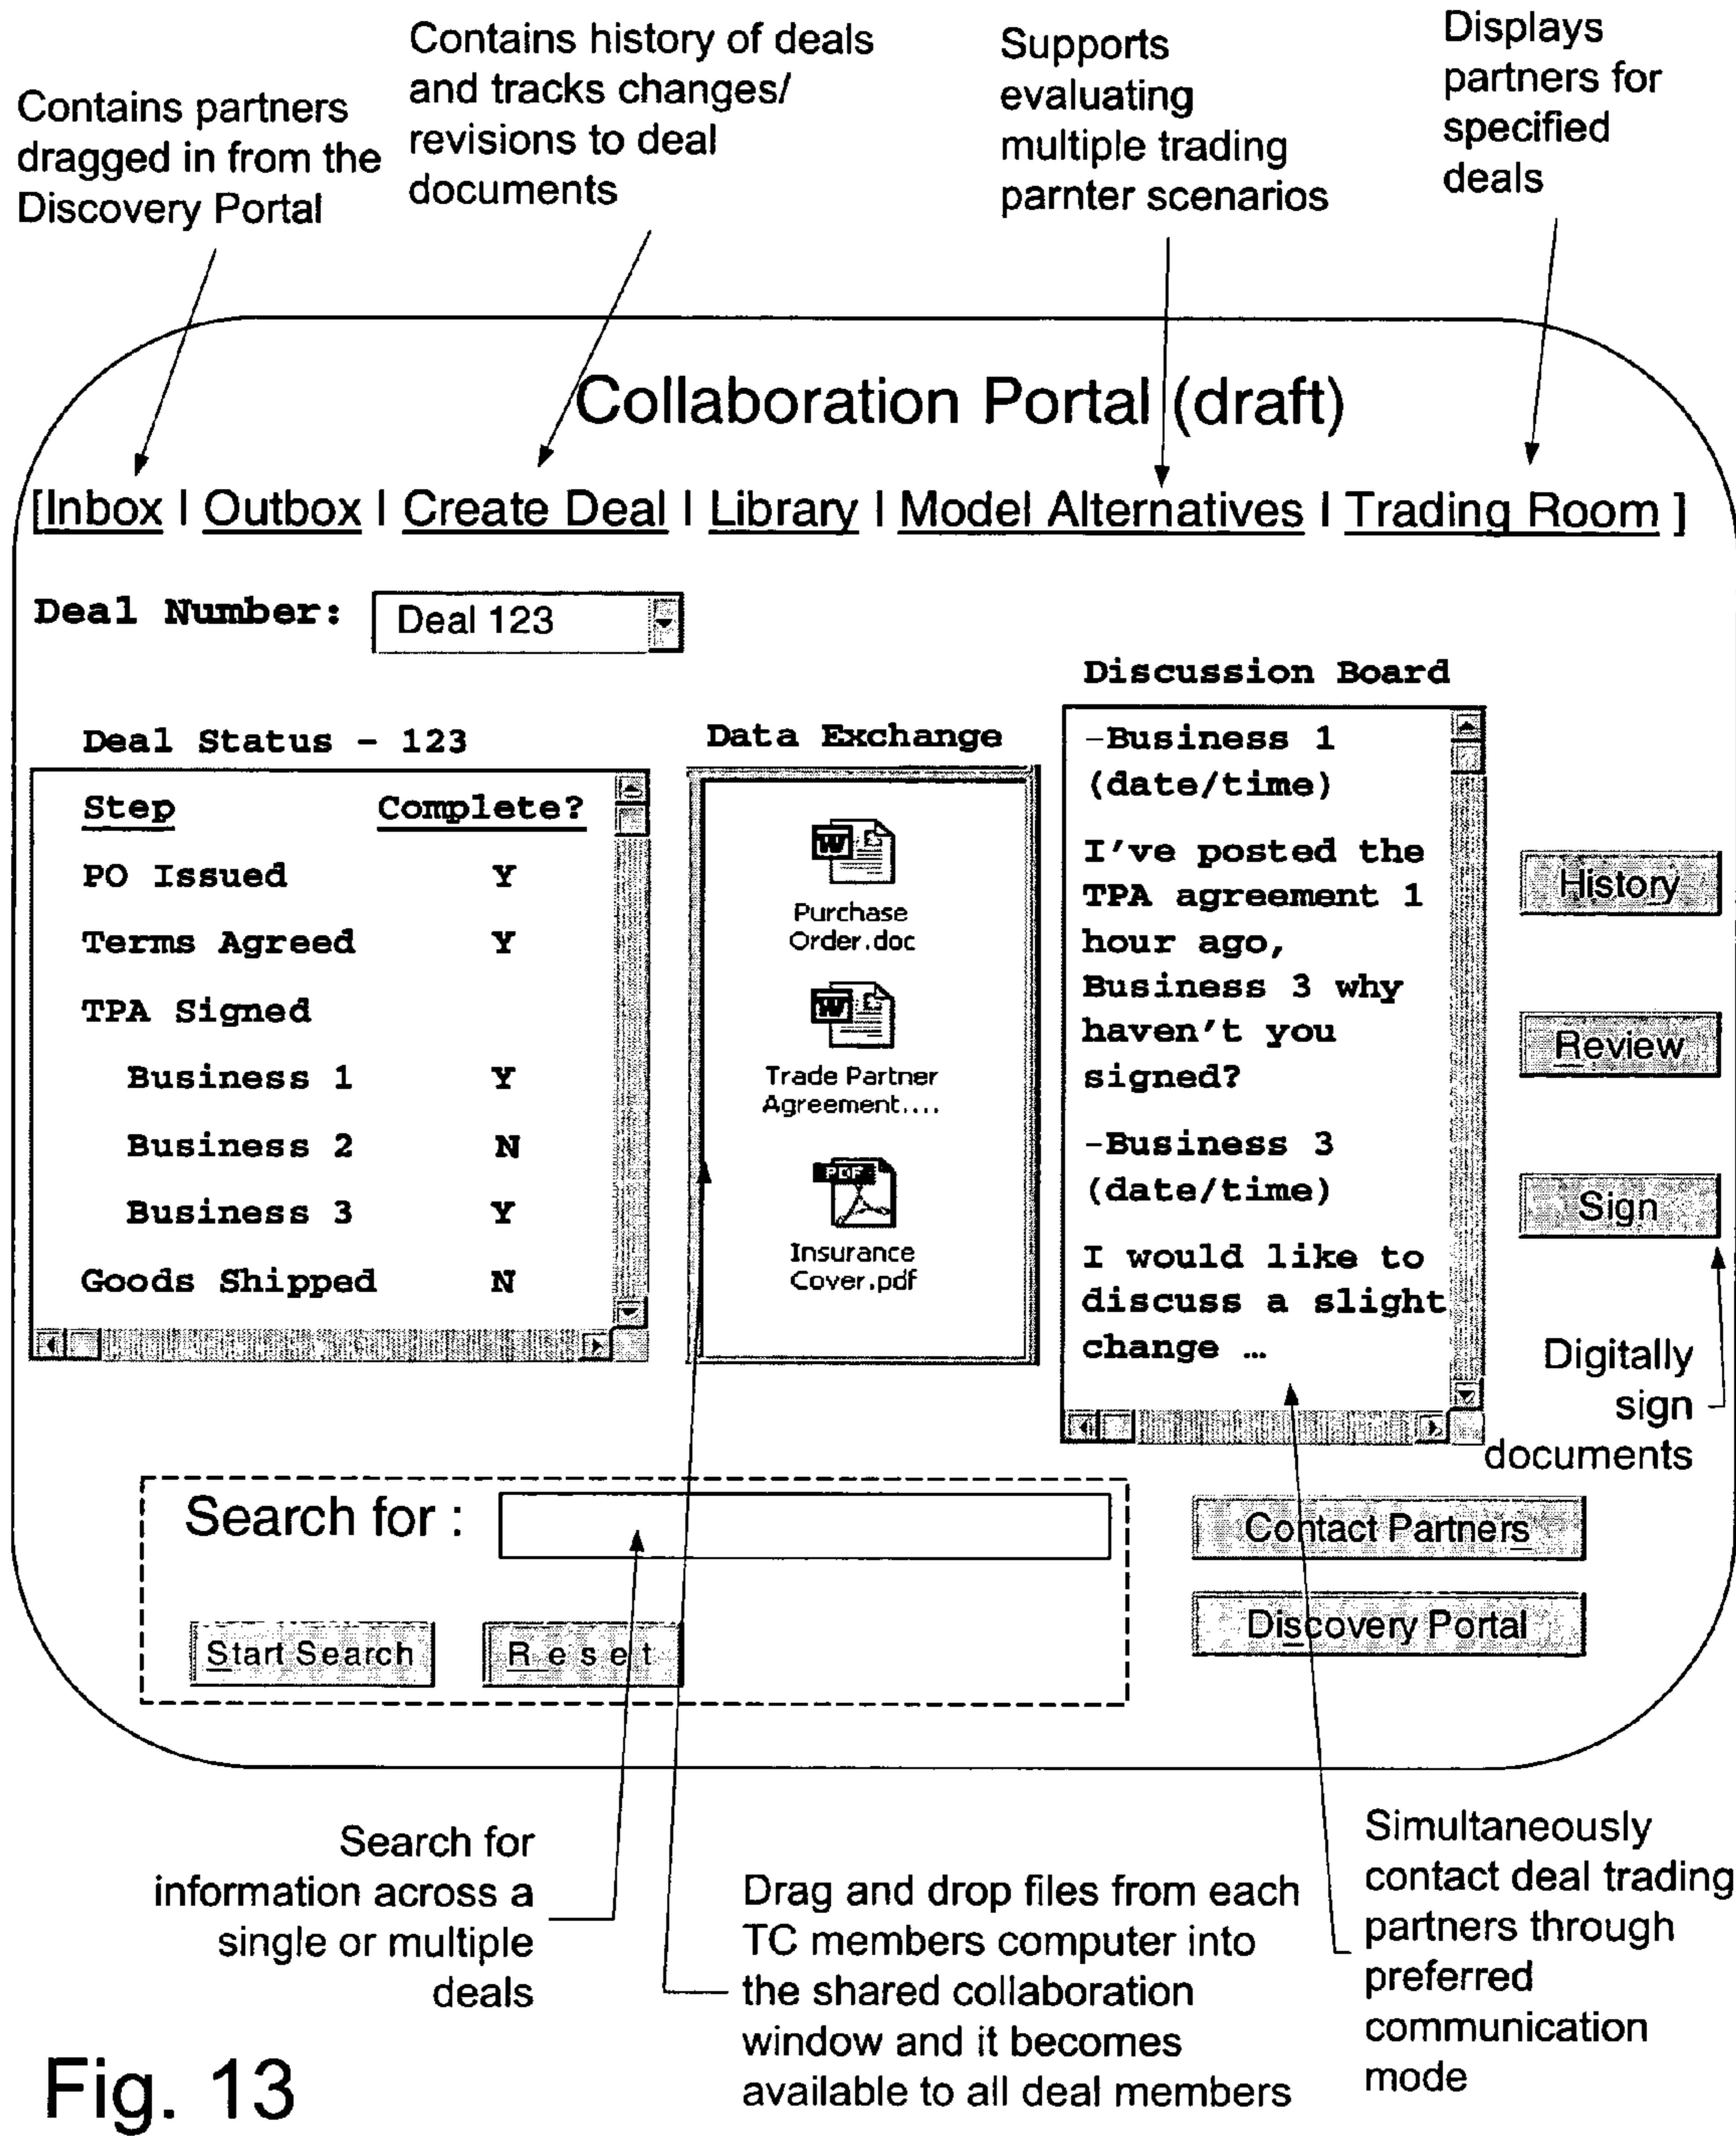 Contains partners
dragged in from the
Discovery Portal
Contains history of deals
and tracks changes/
revisions to deal
documents
Supports
evaluating
multiple trading
parnter scenarios
Displays
partners for
specified
deals
Collaboration Portal (draft)
[Inbox | Outbox | Create Deal | Library | Model Alternatives | Trading Room ]
Deal Number: Deal 123
Deal Status - 123
Step Complete?
PO Issued Y
Terms Agreed Y
TPA Signed
Business 1 Y
Business 2 N
Business 3 Y
Goods Shipped N
Data Exchange
W
Purchase
Order.doc
W
Trade Partner
Agreement....
PDF
Insurance
Cover.pdf
Discussion Board
-Business 1
(date/time)
I've posted the
TPA agreement 1
hour ago,
Business 3 why
haven't you
signed?
-Business 3
(date/time)
I would like to
discuss a slight
change …
History
Review
Sign
Digitally
sign
documents
Search for :
Start Search Reset
Contact Partners
Discovery Portal
Search for
information across a
single or multiple
deals
Drag and drop files from each
TC members computer into
the shared collaboration
window and it becomes
available to all deal members
Simultaneously
contact deal trading
partners through
preferred
communication
mode
Fig. 13